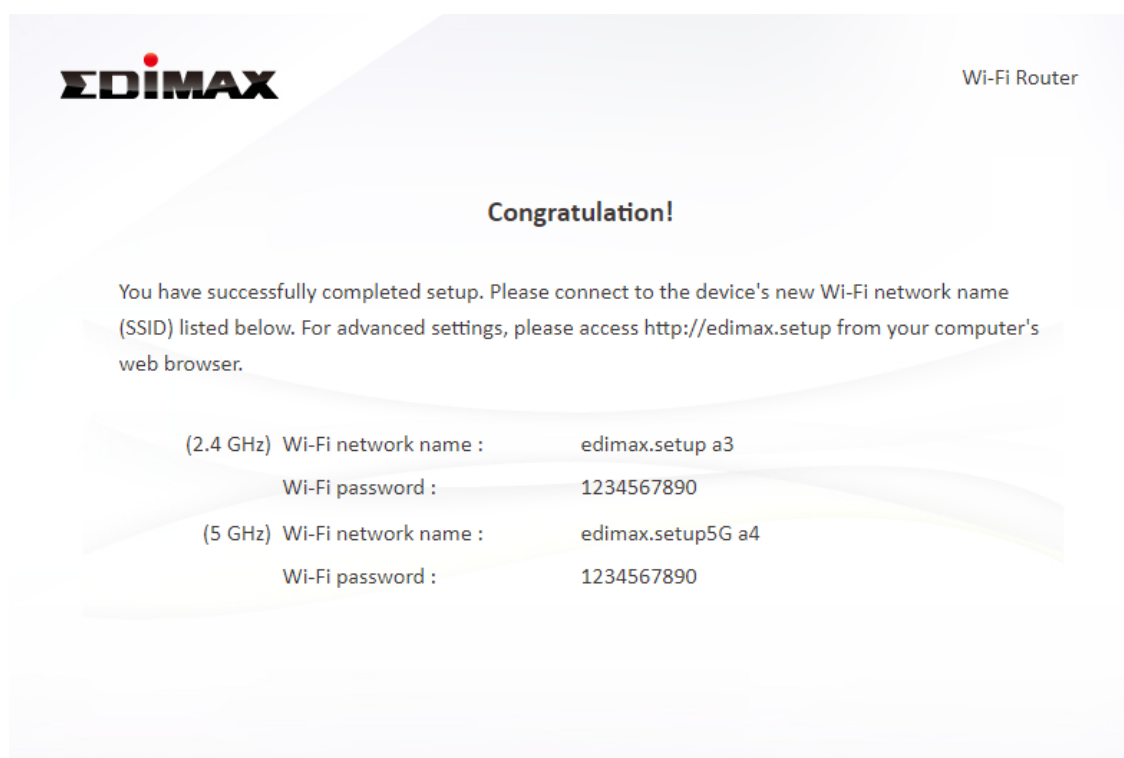 EDIMAX
Wi-Fi Router
Congratulation!
You have successfully completed setup. Please connect to the device's new Wi-Fi network name
(SSID) listed below. For advanced settings, please access http://edimax.setup from your computer's
web browser.
(2.4 GHz) Wi-Fi network name : edimax.setup a3
Wi-Fi password : 1234567890
(5 GHz) Wi-Fi network name : edimax.setup5G a4
Wi-Fi password : 1234567890